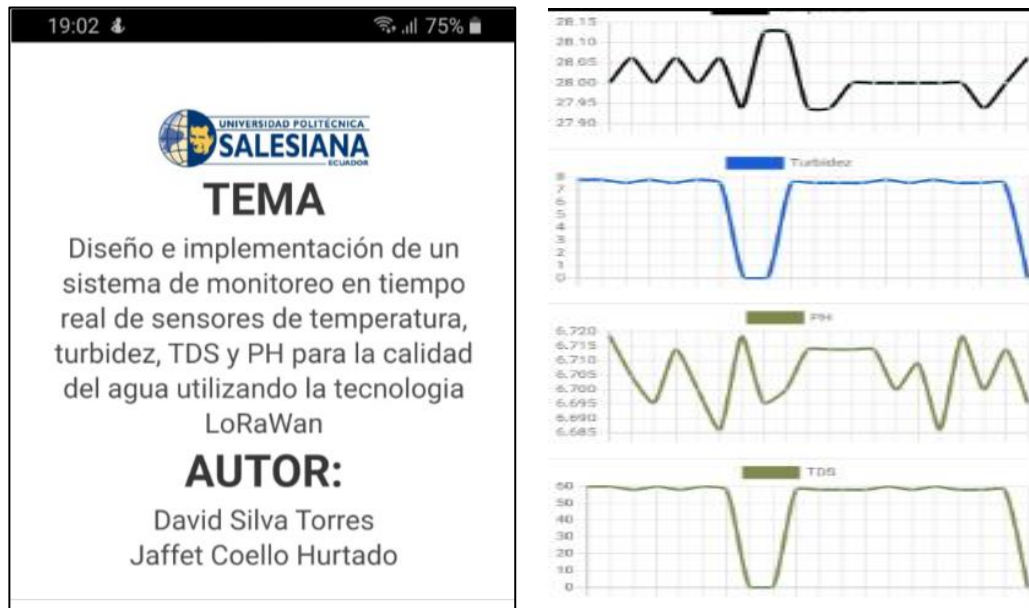 19:02 75%
UNIVERSIDAD POLITÉCNICA
SALESIANA
ECUADOR
TEMA
Diseño e implementación de un
sistema de monitoreo en tiempo
real de sensores de temperatura,
turbidez, TDS y PH para la calidad
del agua utilizando la tecnologia
LoRaWan
AUTOR:
David Silva Torres
Jaffet Coello Hurtado
28.15
28.10
28.05
28.00
27.95
27.90
Turbidez
8
7
6
5
4
3
2
1
0
PH
6.720
6.715
6.710
6.705
6.700
6.695
6.690
6.685
TDS
60
50
40
30
20
10
0